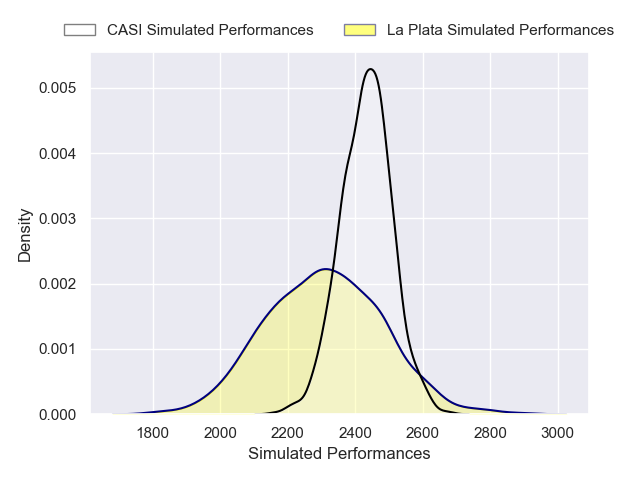 CASI Simulated Performances
La Plata Simulated Performances
0.005
0.004
0.003
0.002
0.001
0.000
Density
1800 2000 2200 2400 2600 2800 3000
Simulated Performances